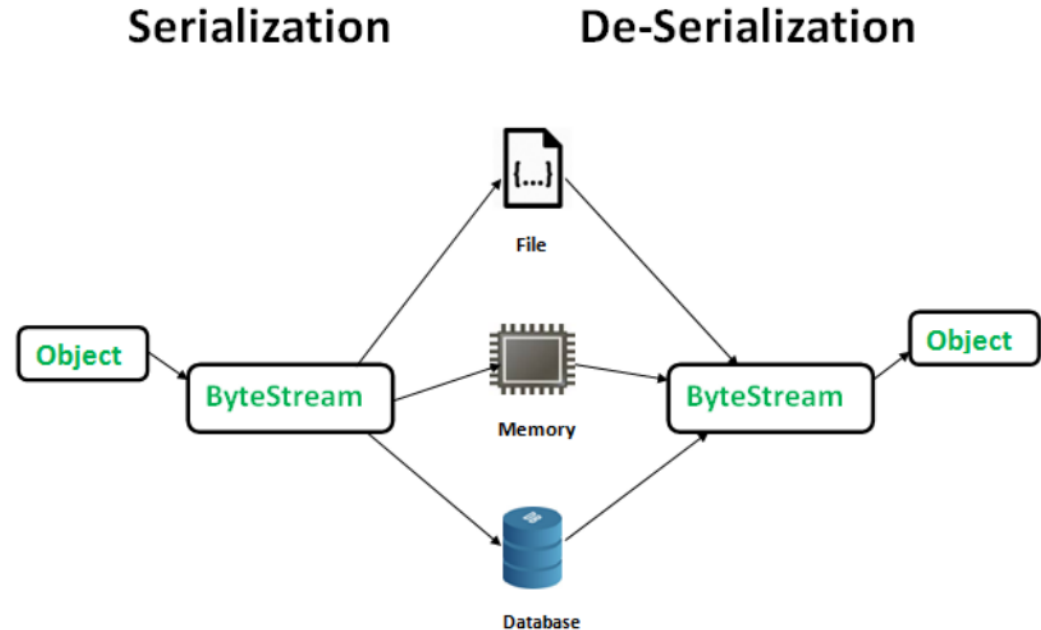 Serialization
De-Serialization
{...}
File
Object
ByteStream
Memory
ByteStream
Object
Database